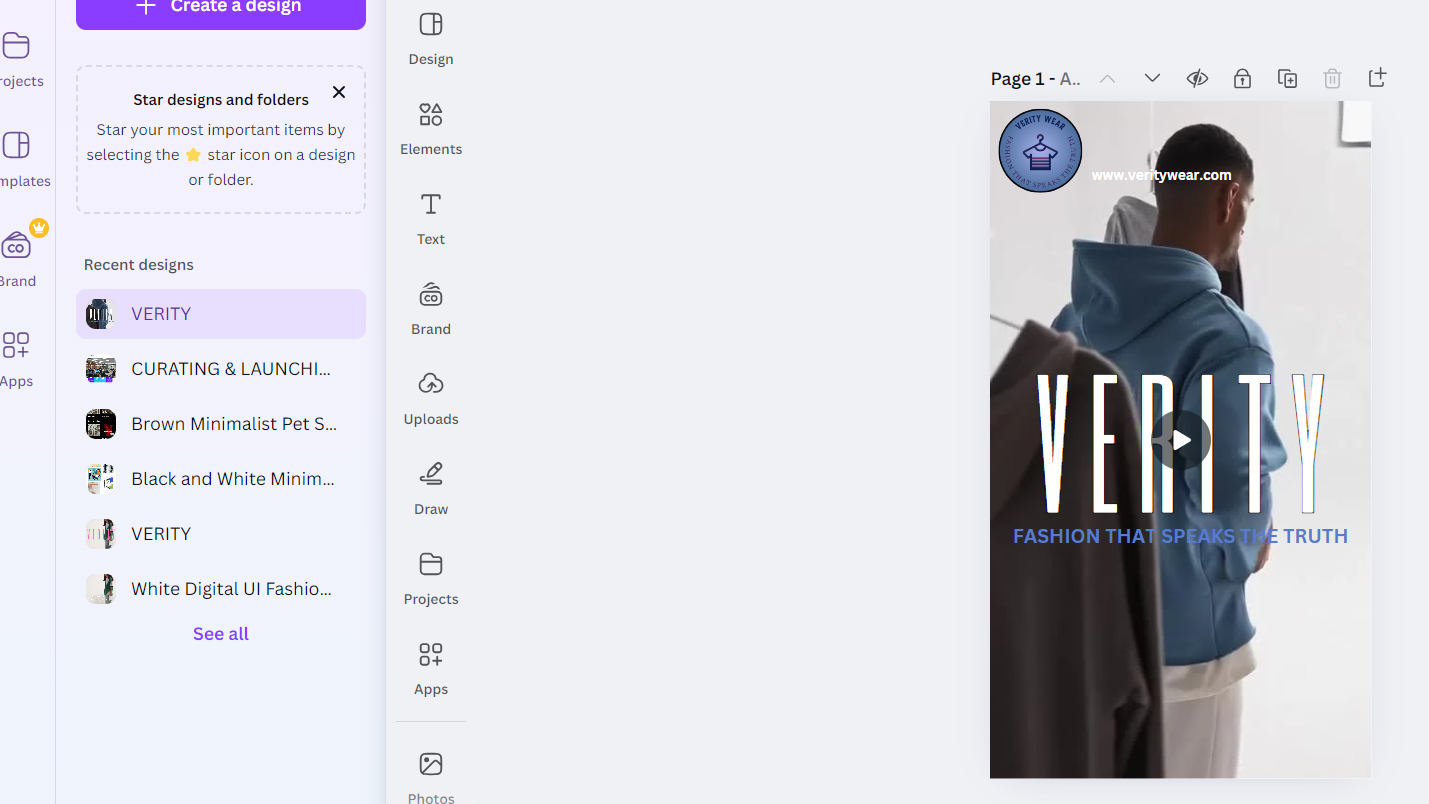 Create a design
rojects
Star designs and folders
Star your most important items by
selecting the star icon on a design
or folder.
mplates
Brand
Recent designs
VERITY
CURATING & LAUNCHI...
Apps
Brown Minimalist Pet S...
Black and White Minim...
VERITY
White Digital UI Fashio...
See all
Design
Elements
Text
CO
Brand
Uploads
Draw
Projects
Apps
Photos
Page 1 - A..
VERITY WEAR
FASHION THAT SPEAKS THE TRUTH
www.veritywear.com
VERITY
FASHION THAT SPEAKS THE TRUTH